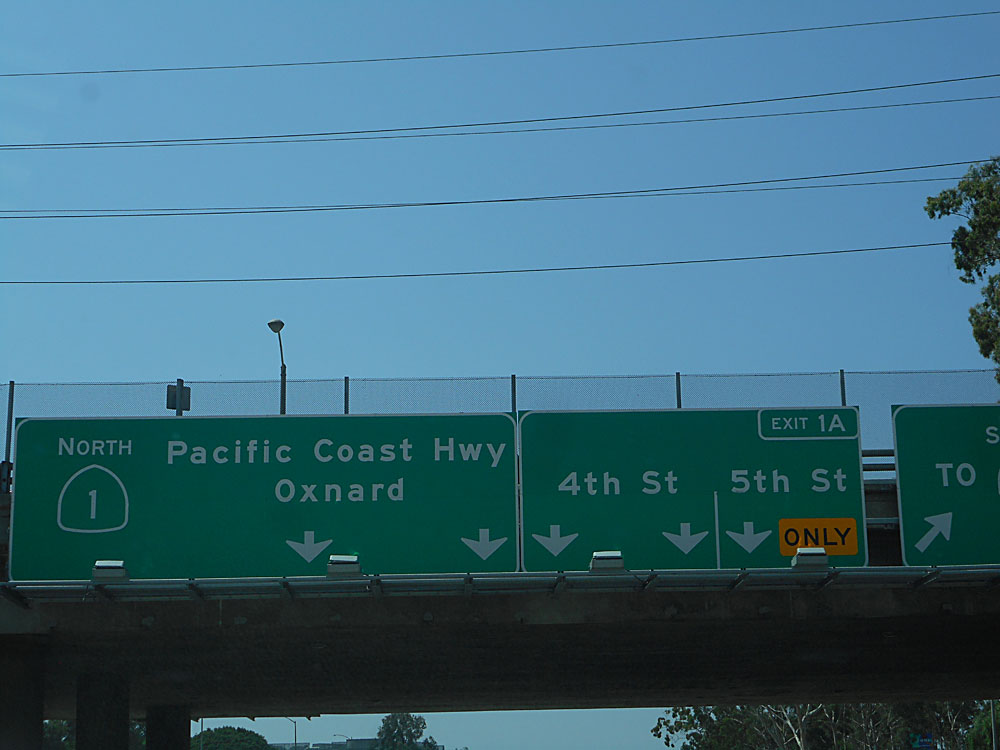 NORTH
1
Pacific Coast Hwy
Oxnard
EXIT 1A
4th St
5th St
ONLY
TO